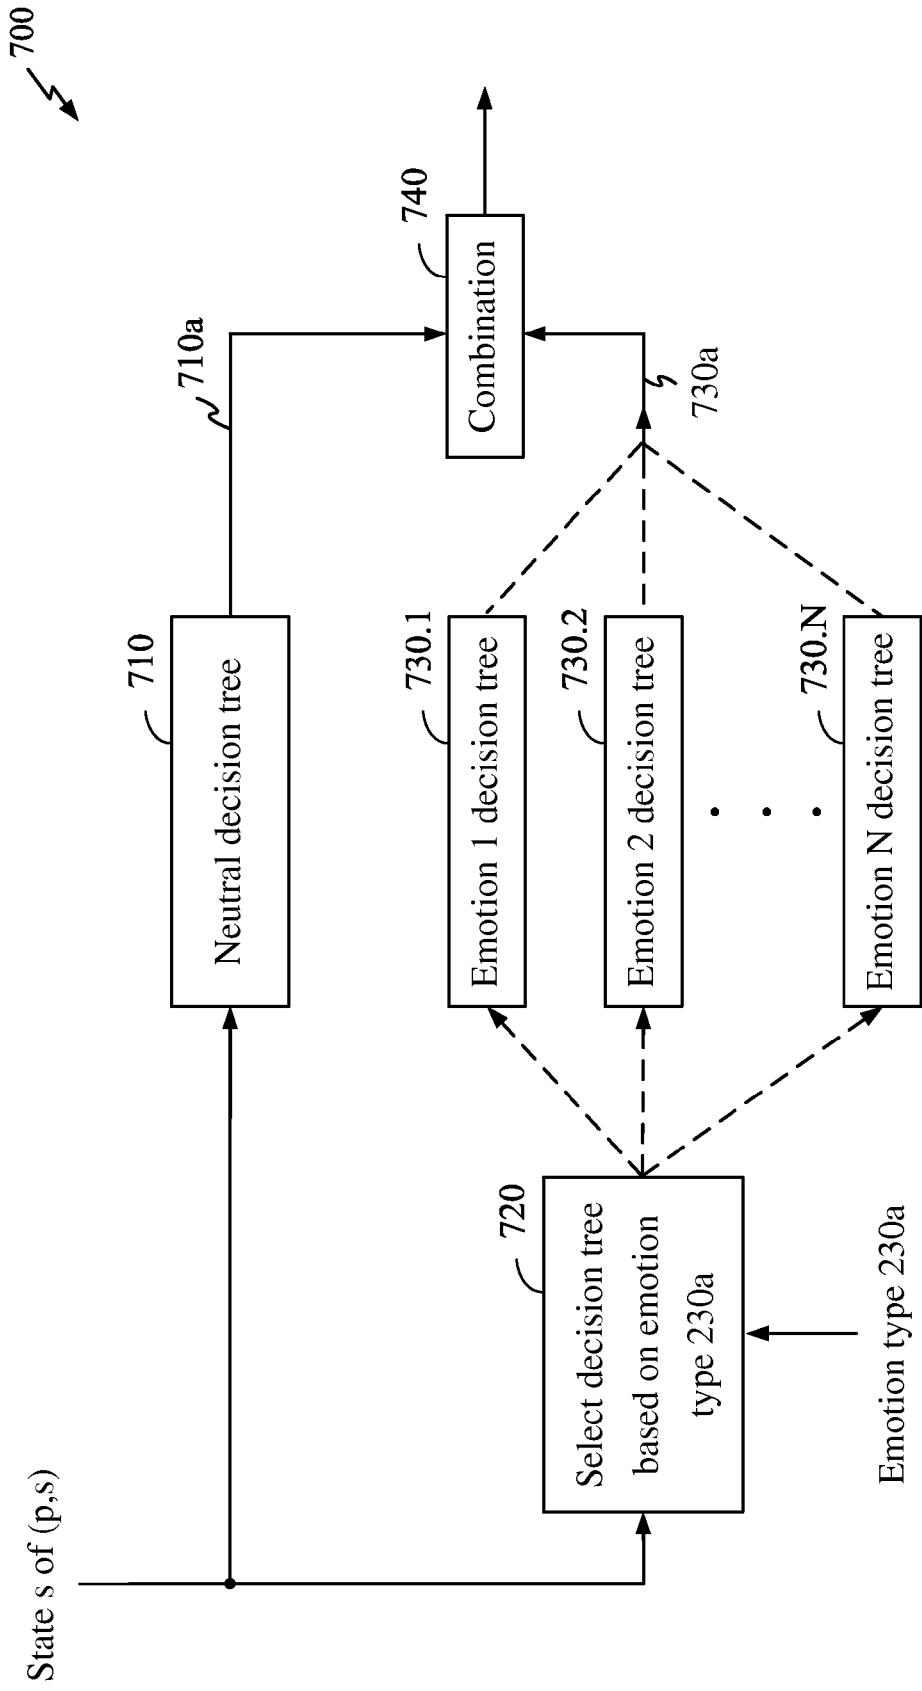 700
State s of (p,s)
710
Neutral decision tree
710a
720
Select decision tree
based on emotion
type 230a
Emotion type 230a
730.1
Emotion 1 decision tree
730.2
Emotion 2 decision tree
730.N
Emotion N decision tree
730a
740
Combination